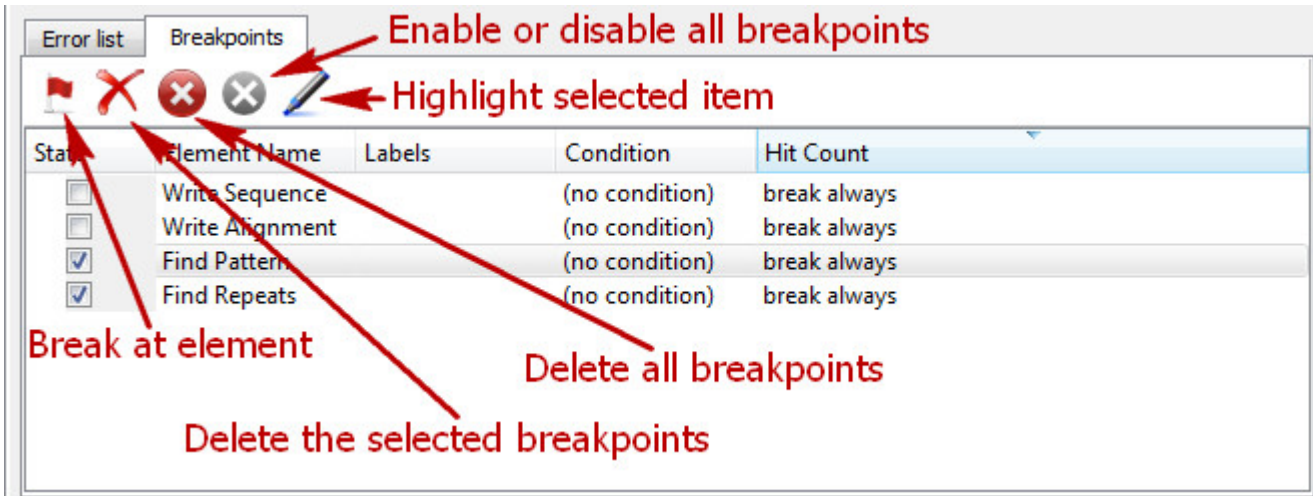 Error list Breakpoints Enable or disable all breakpoints
Highlight selected item
State Element Name Labels Condition Hit Count
Write Sequence (no condition) break always
Write Alignment (no condition) break always
Find Pattern (no condition) break always
Find Repeats (no condition) break always
Break at element
Delete all breakpoints
Delete the selected breakpoints